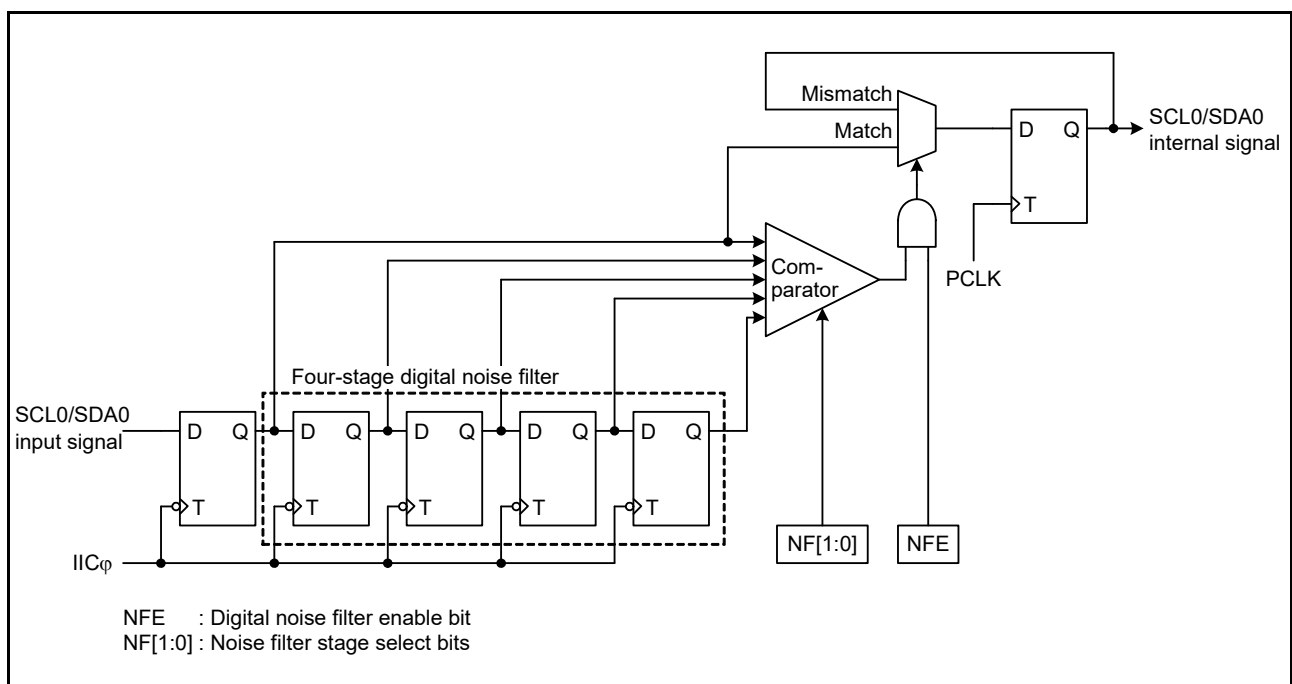 Mismatch
Match
D Q
T
SCL0/SDA0
internal signal
PCLK
Com-
parator
Four-stage digital noise filter
SCL0/SDA0
input signal
D Q
T
D Q
T
D Q
T
D Q
T
D Q
T
NF[1:0]
NFE
IICφ
NFE : Digital noise filter enable bit
NF[1:0] : Noise filter stage select bits